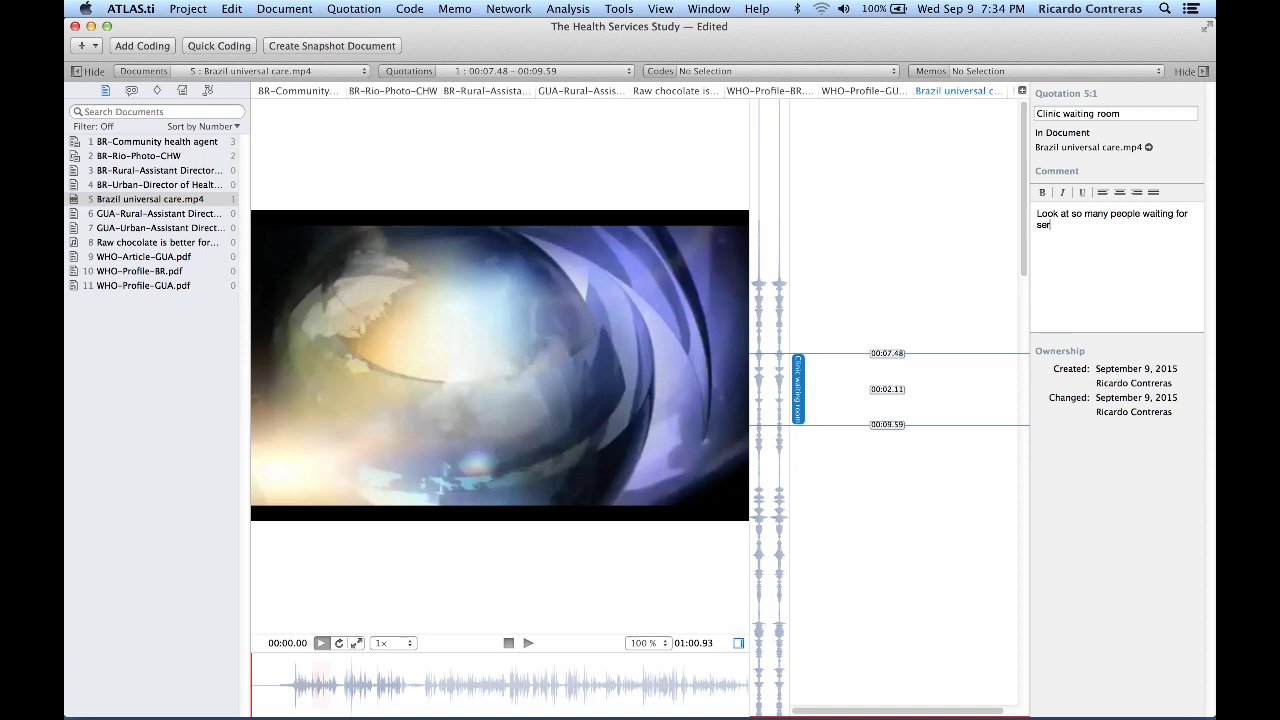 ATLAS.ti Project Edit Document Quotation Code Memo Network Analysis Tools View Window Help 100% Wed Sep 9 7:34 PM Ricardo Contreras
The Health Services Study — Edited
+ Add Coding Quick Coding Create Snapshot Document
Hide Documents 5 : Brazil universal care.mp4 Quotations 1 : 00:07.48 – 00:09.59 Codes No Selection Memos No Selection Hide
BR-Community... BR-Rio-Photo-CHW BR-Rural-Assista... GUA-Rural-Assis... Raw chocolate is... WHO-Profile-BR.... WHO-Profile-GU... Brazil universal c...
Search Documents
Filter: Off Sort by Number
1 BR-Community health agent 3
2 BR-Rio-Photo-CHW 2
3 BR-Rural-Assistant Director... 0
4 BR-Urban-Director of Healt... 0
5 Brazil universal care.mp4 1
6 GUA-Rural-Assistant Direct... 0
7 GUA-Urban-Assistant Direc... 0
8 Raw chocolate is better for... 0
9 WHO-Article-GUA.pdf 0
10 WHO-Profile-BR.pdf 0
11 WHO-Profile-GUA.pdf 0
00:07.48
00:02.11
00:09.59
Clinic waiting room
00:00.00 1× 100 % 01:00.93
Quotation 5:1
Clinic waiting room
In Document
Brazil universal care.mp4
Comment
B I U
Look at so many people waiting for
ser
Ownership
Created: September 9, 2015
Ricardo Contreras
Changed: September 9, 2015
Ricardo Contreras